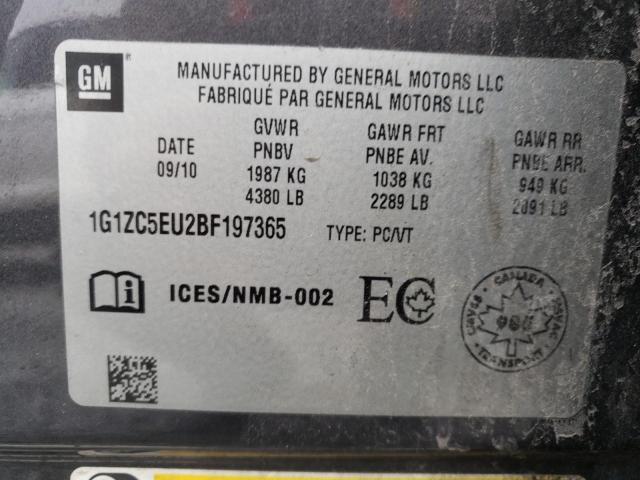 GM
MANUFACTURED BY GENERAL MOTORS LLC
FABRIQUÉ PAR GENERAL MOTORS LLC
DATE GVWR GAWR FRT GAWR RR
09/10 PNBV PNBE AV. PNBE ARR.
1987 KG 1038 KG 949 KG
4380 LB 2289 LB 2091 LB
1G1ZC5EU2BF197365 TYPE: PC/VT
ICES/NMB-002 EC
CANADA
TRANSPORT